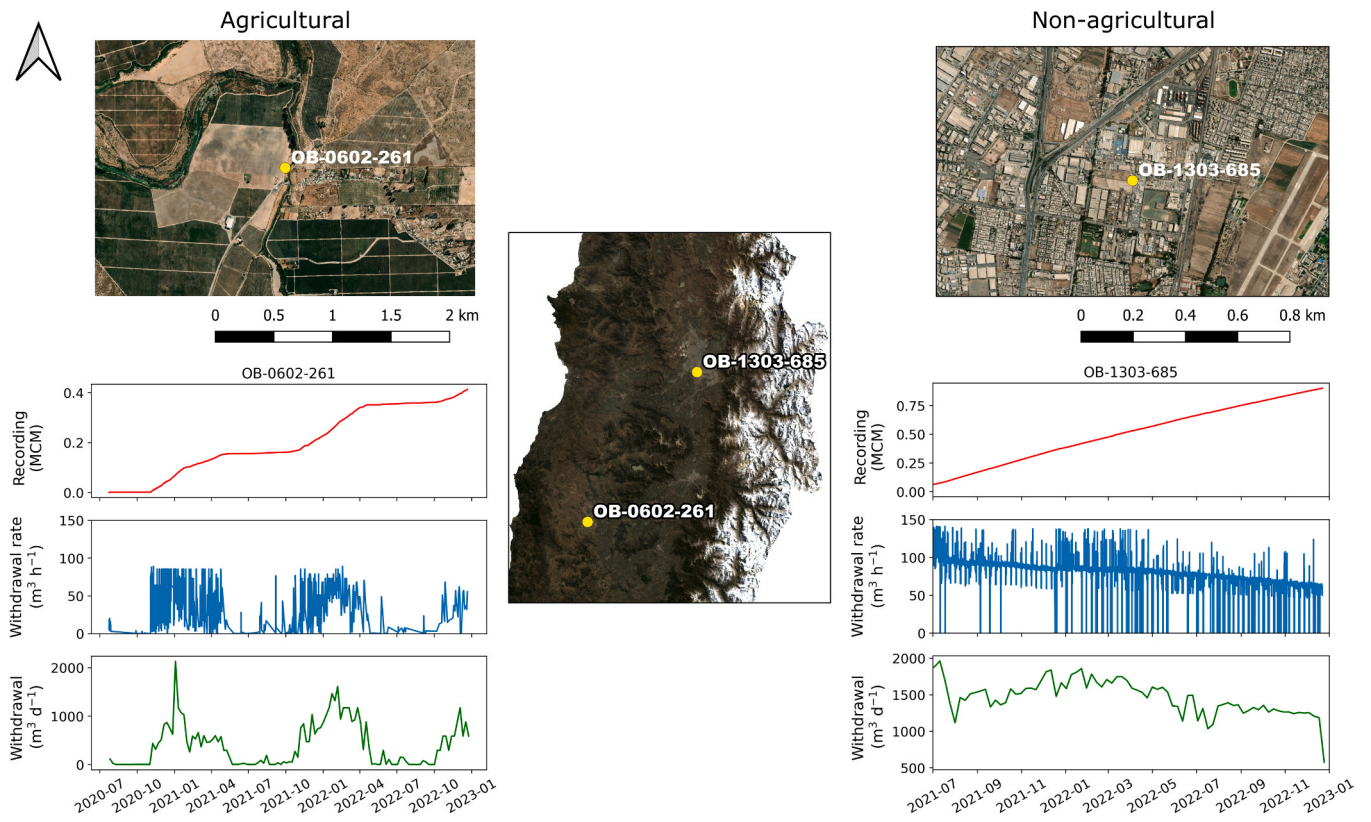 Agricultural
OB-0602-261
0 0.5 1 1.5 2 km
OB-0602-261
Recording
(MCM)
0.4
0.2
0.0
Withdrawal rate
(m³ h⁻¹)
150
100
50
0
Withdrawal
(m³ d⁻¹)
2000
1000
0
2020-07 2020-10 2021-01 2021-04 2021-07 2021-10 2022-01 2022-04 2022-07 2022-10 2023-01
OB-1303-685
OB-0602-261
Non-agricultural
OB-1303-685
0 0.2 0.4 0.6 0.8 km
OB-1303-685
Recording
(MCM)
0.75
0.50
0.25
0.00
Withdrawal rate
(m³ h⁻¹)
150
100
50
0
Withdrawal
(m³ d⁻¹)
2000
1500
1000
500
2021-07 2021-09 2021-11 2022-01 2022-03 2022-05 2022-07 2022-09 2022-11 2023-01